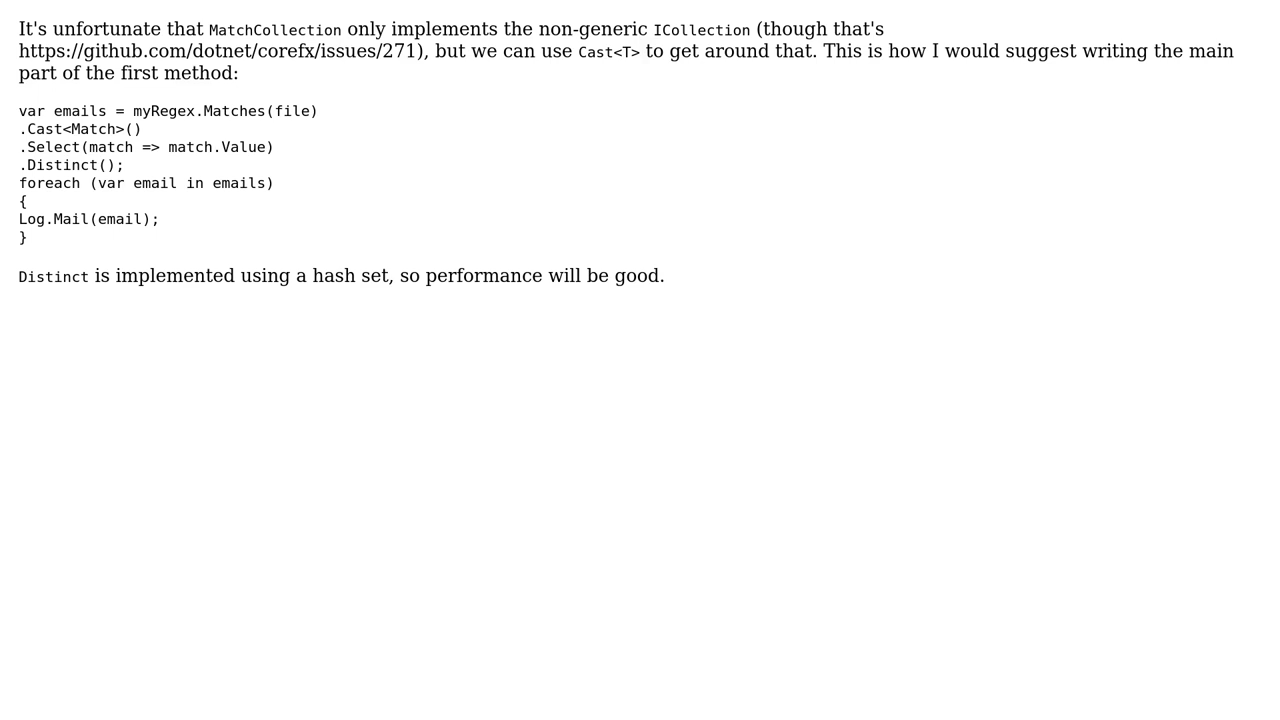 It's unfortunate that MatchCollection only implements the non-generic ICollection (though that's
https://github.com/dotnet/corefx/issues/271), but we can use Cast<T> to get around that. This is how I would suggest writing the main
part of the first method:
var emails = myRegex.Matches(file)
.Cast<Match>()
.Select(match => match.Value)
.Distinct();
foreach (var email in emails)
{
Log.Mail(email);
}
Distinct is implemented using a hash set, so performance will be good.